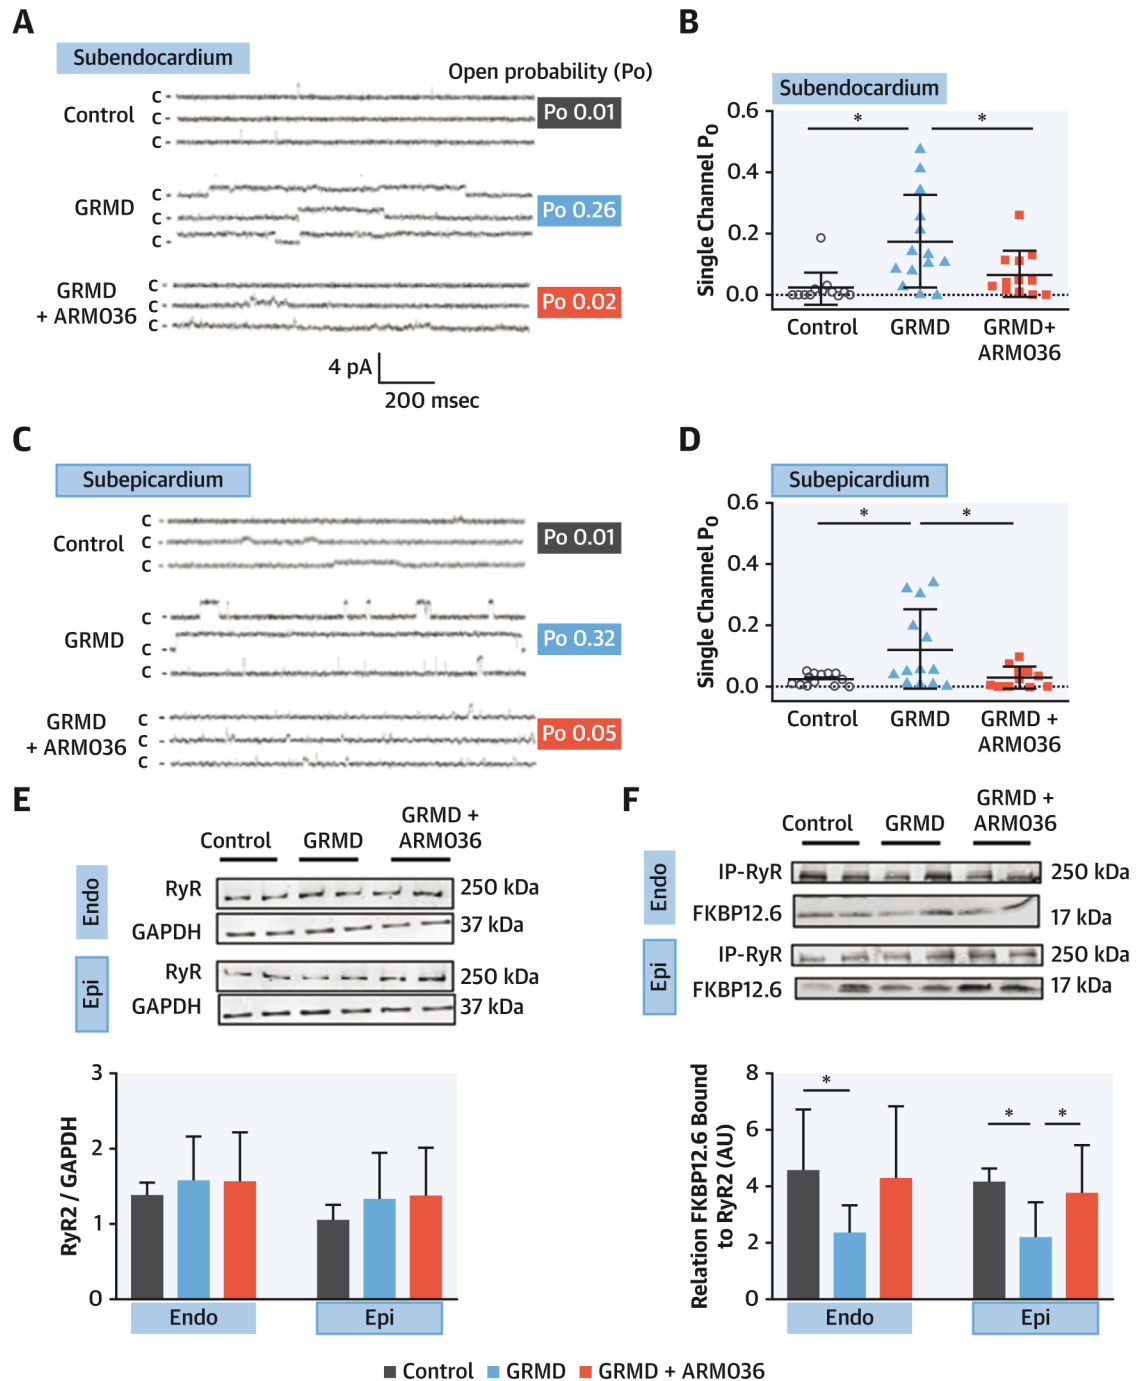 A
Subendocardium
Open probability (Po)
Control
c
c
c
Po 0.01
GRMD
c
c
c
Po 0.26
GRMD
+ ARM036
c
c
c
Po 0.02
4 pA
200 msec
B
Subendocardium
Single Channel PO
0.6
0.4
0.2
0.0
*
*
Control
GRMD
GRMD+
ARM036
C
Subepicardium
Control
c
c
c
Po 0.01
GRMD
c
c
c
Po 0.32
GRMD
+ ARM036
c
c
c
Po 0.05
D
Subepicardium
Single Channel PO
0.6
0.4
0.2
0.0
*
*
Control
GRMD
GRMD +
ARM036
E
Control
GRMD
GRMD +
ARM036
Endo
RyR
250 kDa
GAPDH
37 kDa
Epi
RyR
250 kDa
GAPDH
37 kDa
RyR2 / GAPDH
3
2
1
0
Endo
Epi
F
Control
GRMD
GRMD +
ARM036
Endo
IP-RyR
250 kDa
FKBP12.6
17 kDa
Epi
IP-RyR
250 kDa
FKBP12.6
17 kDa
Relation FKBP12.6 Bound
to RyR2 (AU)
8
6
4
2
0
*
*
*
Endo
Epi
Control
GRMD
GRMD + ARM036